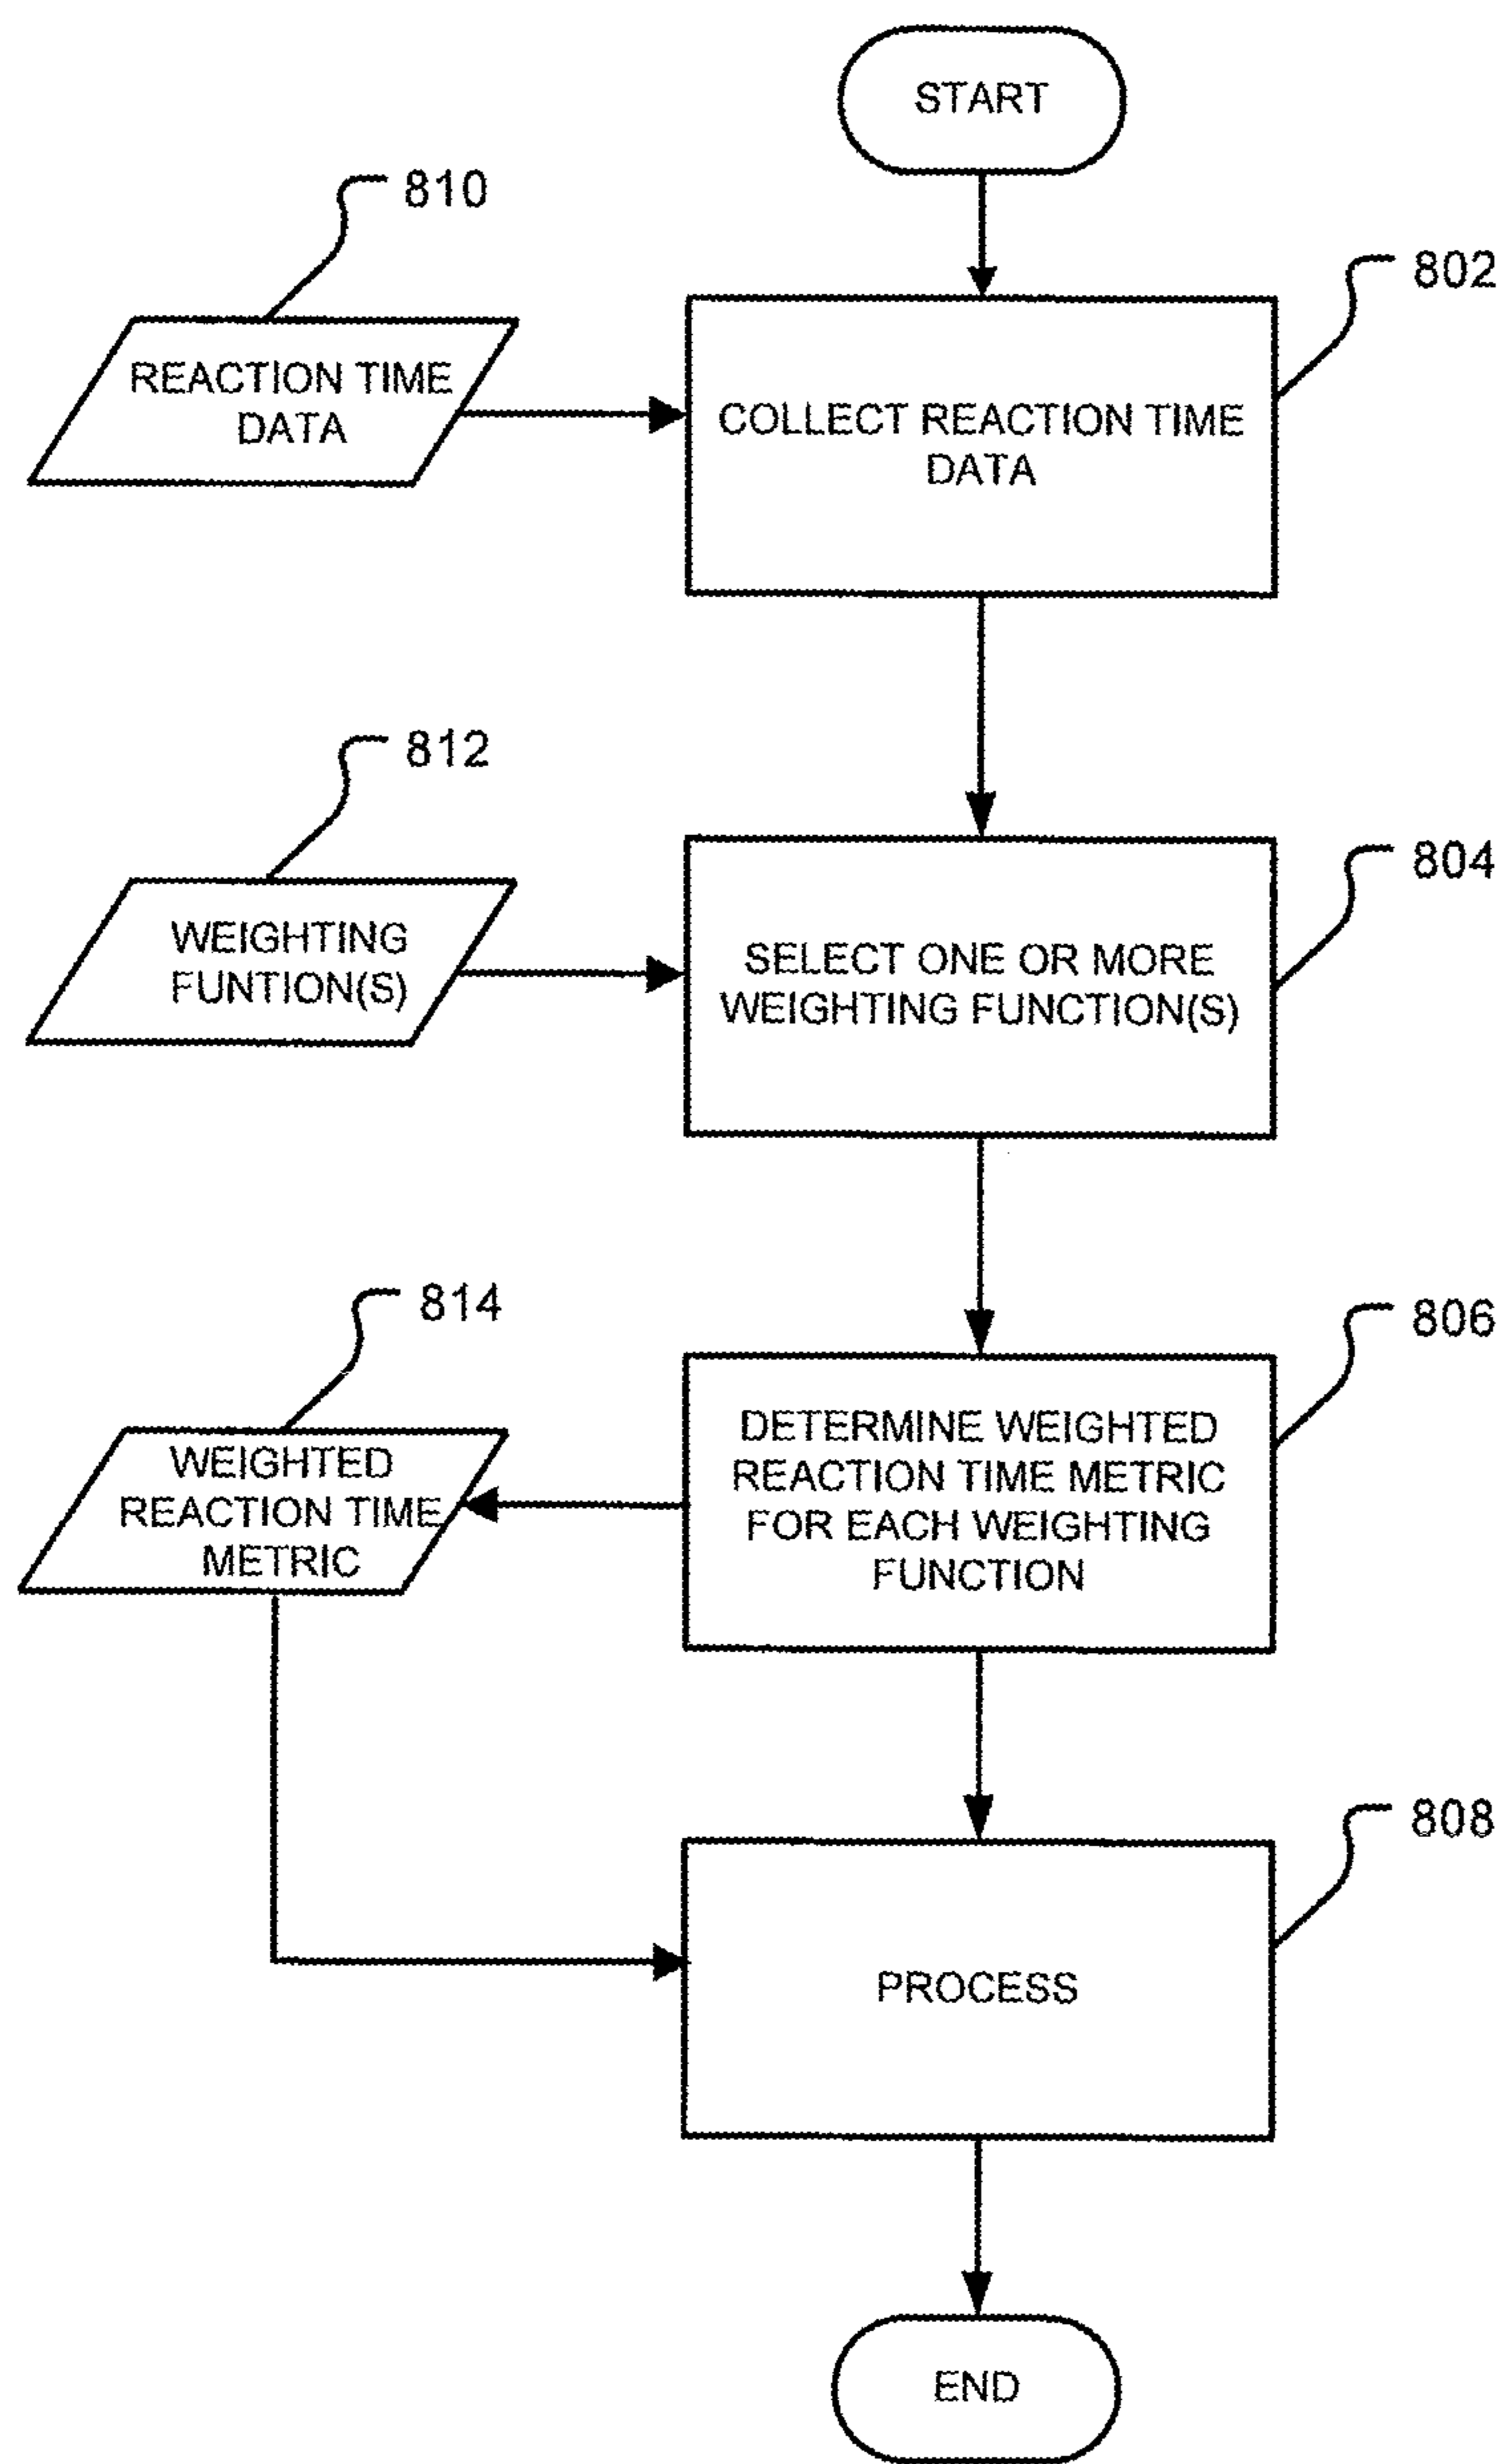 START
810
802
REACTION TIME
DATA
COLLECT REACTION TIME
DATA
812
804
WEIGHTING
FUNTION(S)
SELECT ONE OR MORE
WEIGHTING FUNCTION(S)
814
806
WEIGHTED
REACTION TIME
METRIC
DETERMINE WEIGHTED
REACTION TIME METRIC
FOR EACH WEIGHTING
FUNCTION
808
PROCESS
END